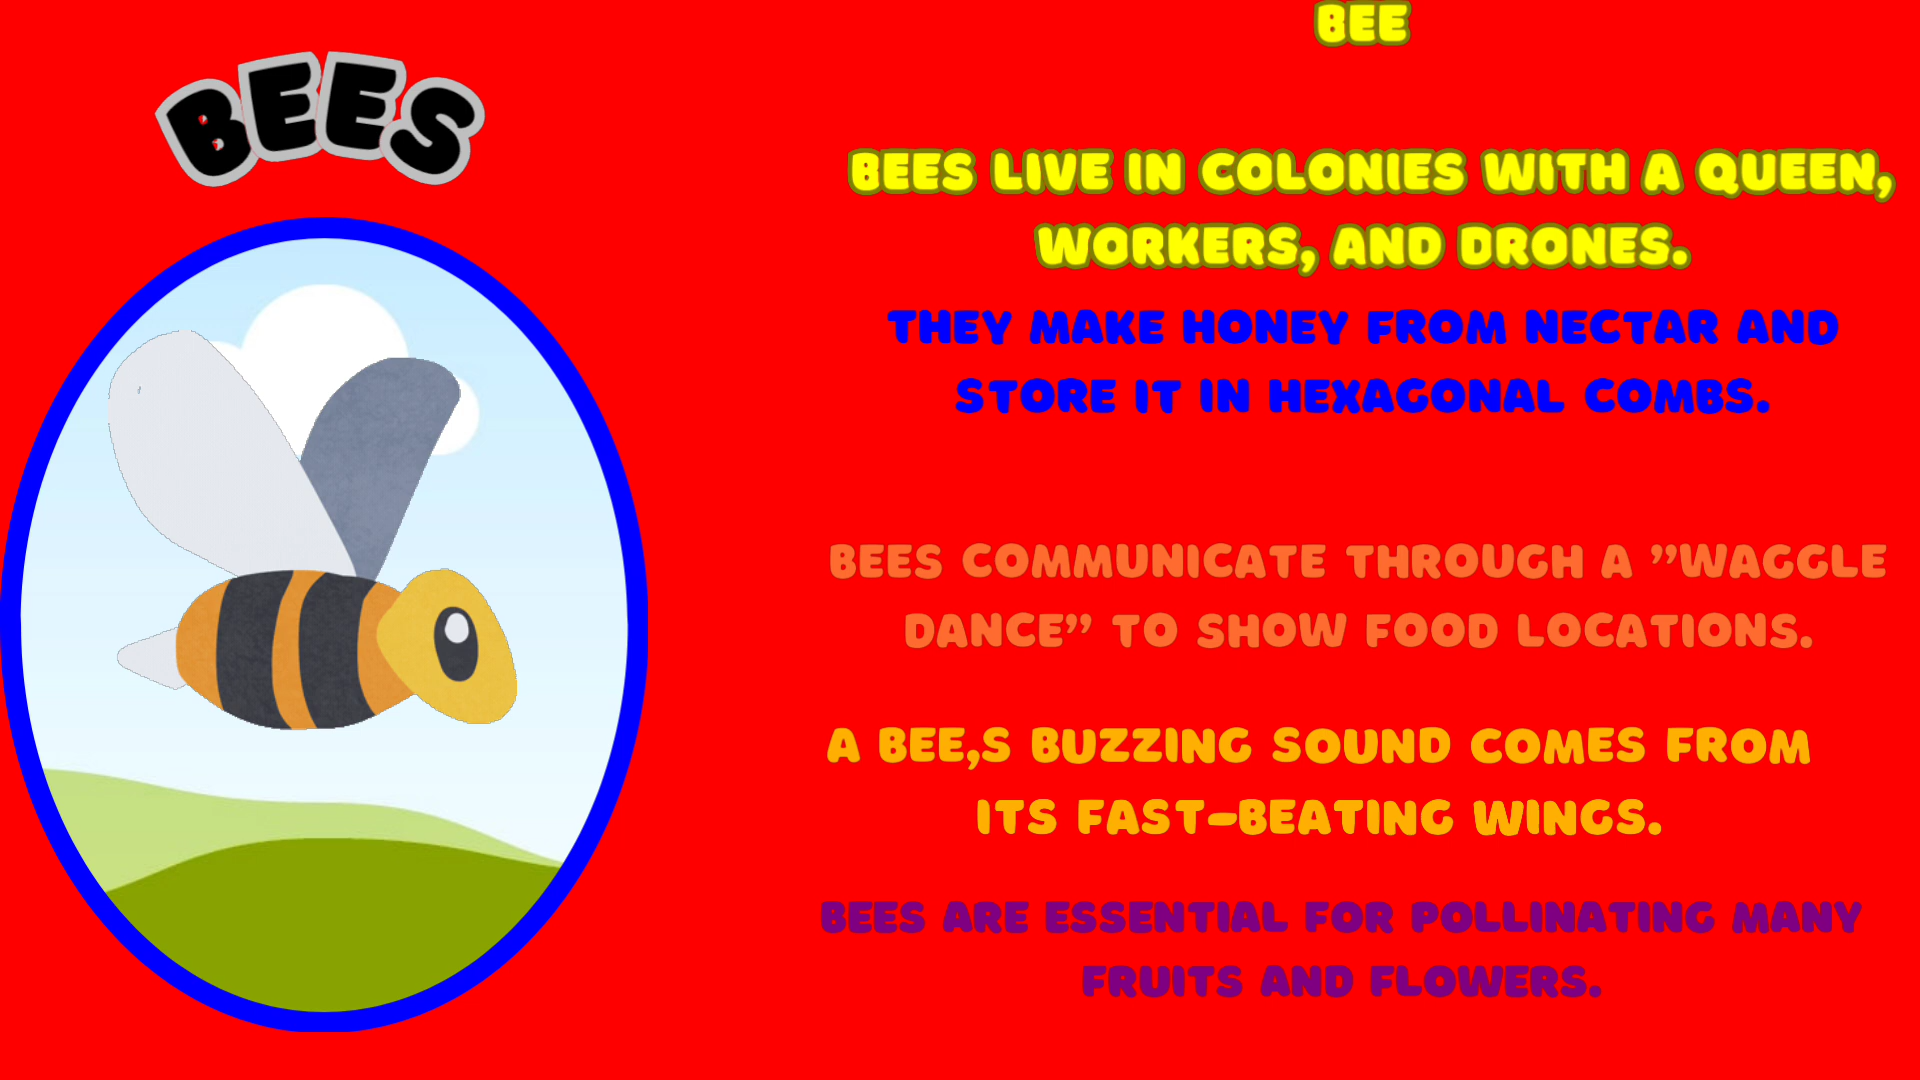 BEES
BEE
BEES LIVE IN COLONIES WITH A QUEEN,
WORKERS, AND DRONES.
THEY MAKE HONEY FROM NECTAR AND
STORE IT IN HEXAGONAL COMBS.
BEES COMMUNICATE THROUGH A ”WAGGLE
DANCE” TO SHOW FOOD LOCATIONS.
A BEE,S BUZZING SOUND COMES FROM
ITS FAST-BEATING WINGS.
BEES ARE ESSENTIAL FOR POLLINATING MANY
FRUITS AND FLOWERS.